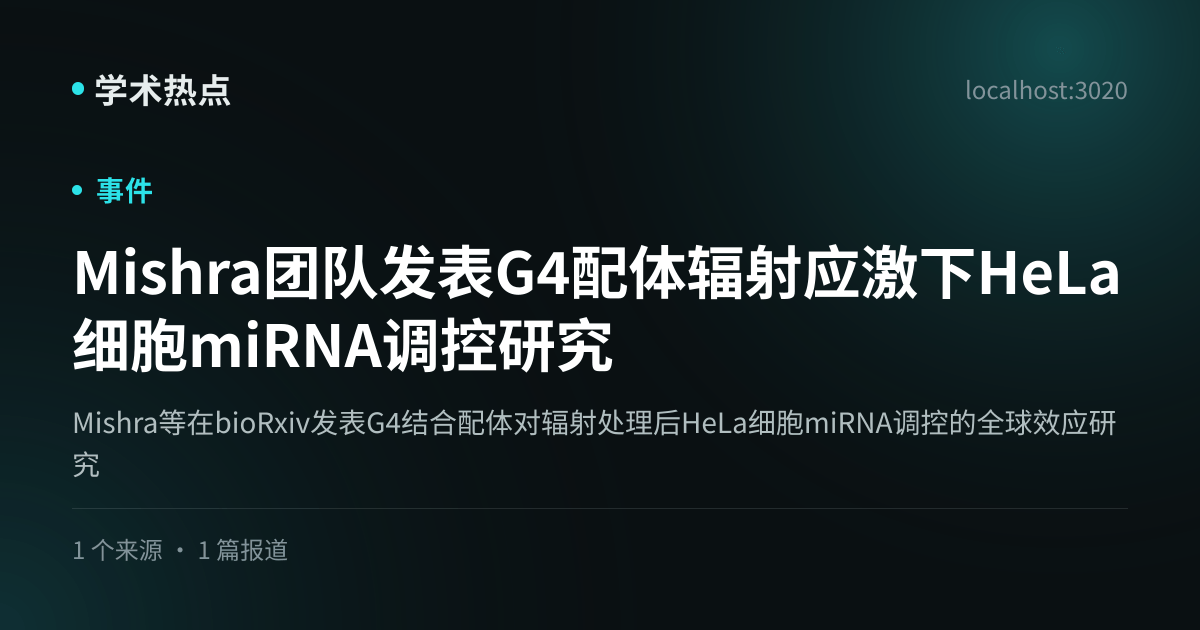 学术热点
localhost:3020
事件
Mishra团队发表G4配体辐射应激下HeLa
细胞miRNA调控研究
Mishra等在bioRxiv发表G4结合配体对辐射处理后HeLa细胞miRNA调控的全球效应研
究
1 个来源 · 1 篇报道